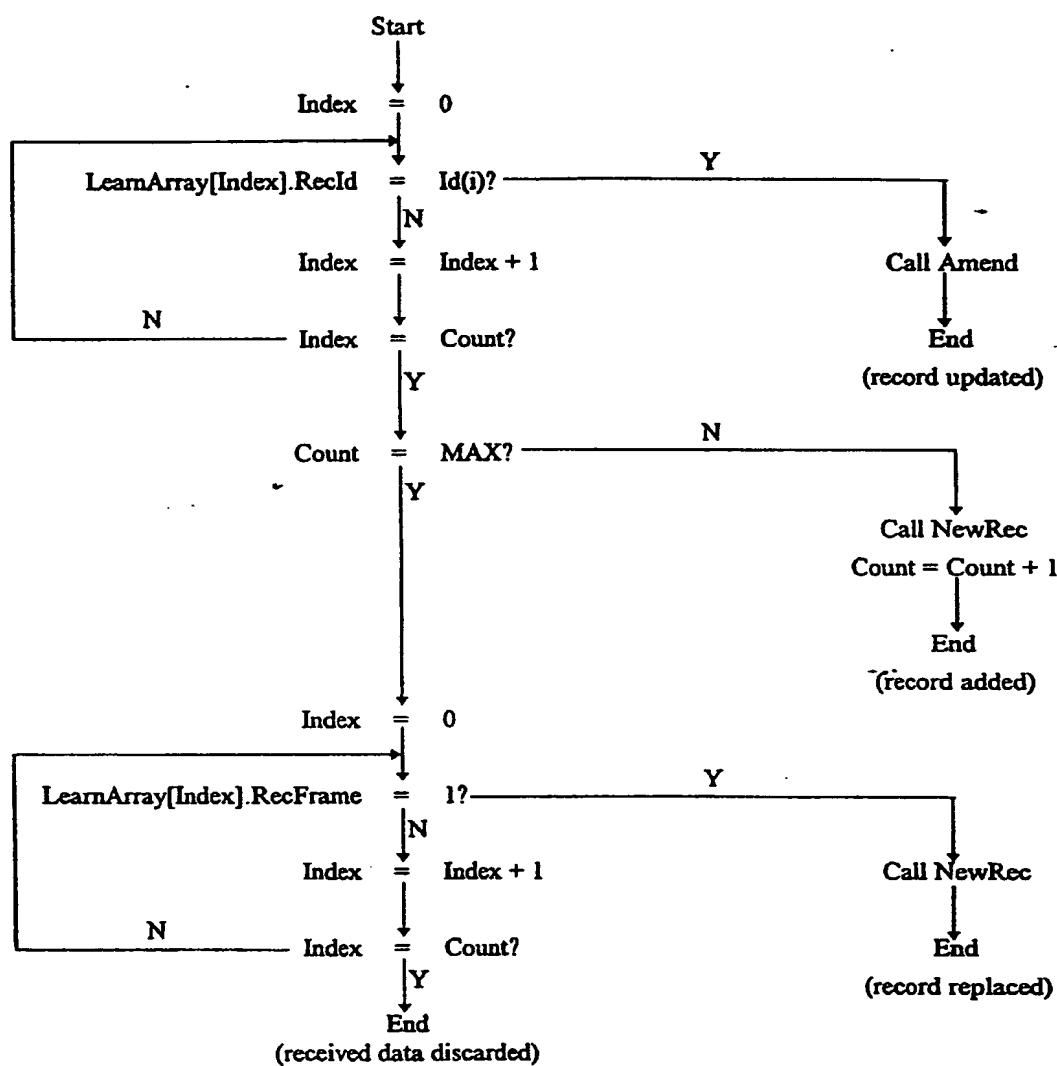 Start
Index = 0
LearnArray[Index].RecId = Id(i)? Y
N
Index = Index + 1 Call Amend
N Index = Count? End
(record updated)
Y
Count = MAX? N
Y
Call NewRec
Count = Count + 1
End
(record added)
Index = 0
LearnArray[Index].RecFrame = 1? Y
N
Index = Index + 1 Call NewRec
N Index = Count? End
Y (record replaced)
End
(received data discarded)